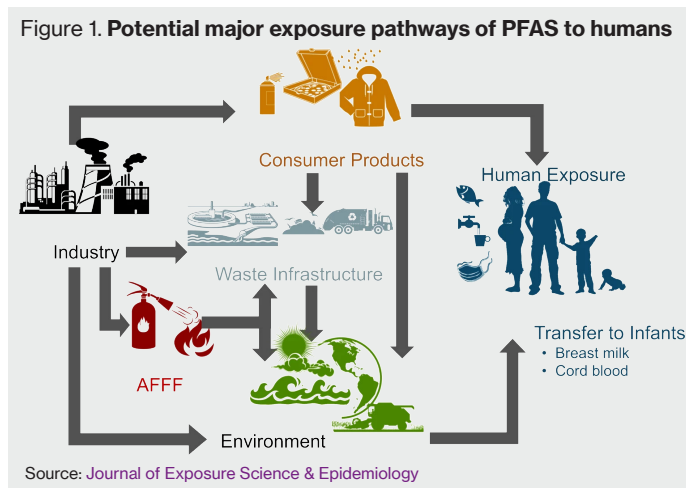 Figure 1. Potential major exposure pathways of PFAS to humans
Consumer Products
Human Exposure
Industry
Waste Infrastructure
AFFF
Transfer to Infants
• Breast milk
• Cord blood
Environment
Source: Journal of Exposure Science & Epidemiology